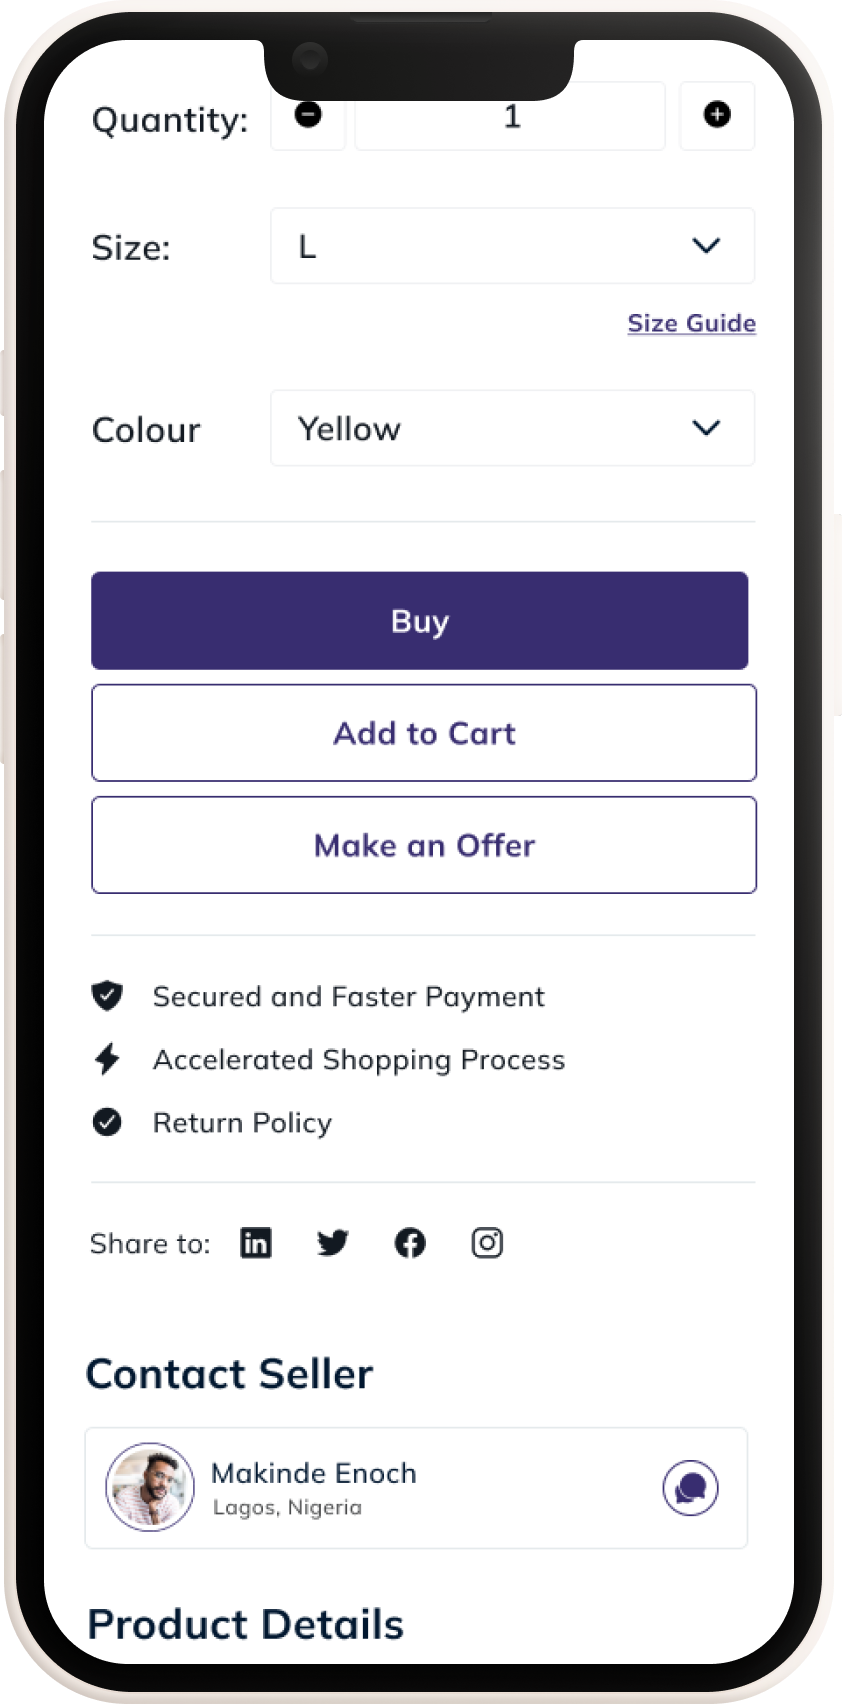 Quantity: 1
Size: L
Size Guide
Colour Yellow
Buy
Add to Cart
Make an Offer
Secured and Faster Payment
Accelerated Shopping Process
Return Policy
Share to: in
Contact Seller
Makinde Enoch
Lagos, Nigeria
Product Details